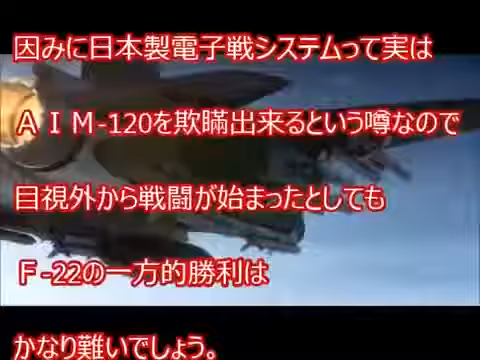 因みに日本製電子戦システムって実は
ＡＩＭ-120を欺瞞出来るという噂なので
目視外から戦闘が始まったとしても
Ｆ-22の一方的勝利は
かなり難いでしょう。